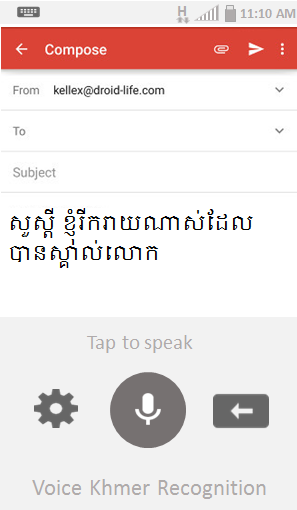 H 11:10 AM
Compose
From kellex@droid-life.com
To
Subject
សួស្តី ខ្ញុំរីករាយណាស់ដែល
បានស្គាល់លោក
Tap to speak
Voice Khmer Recognition